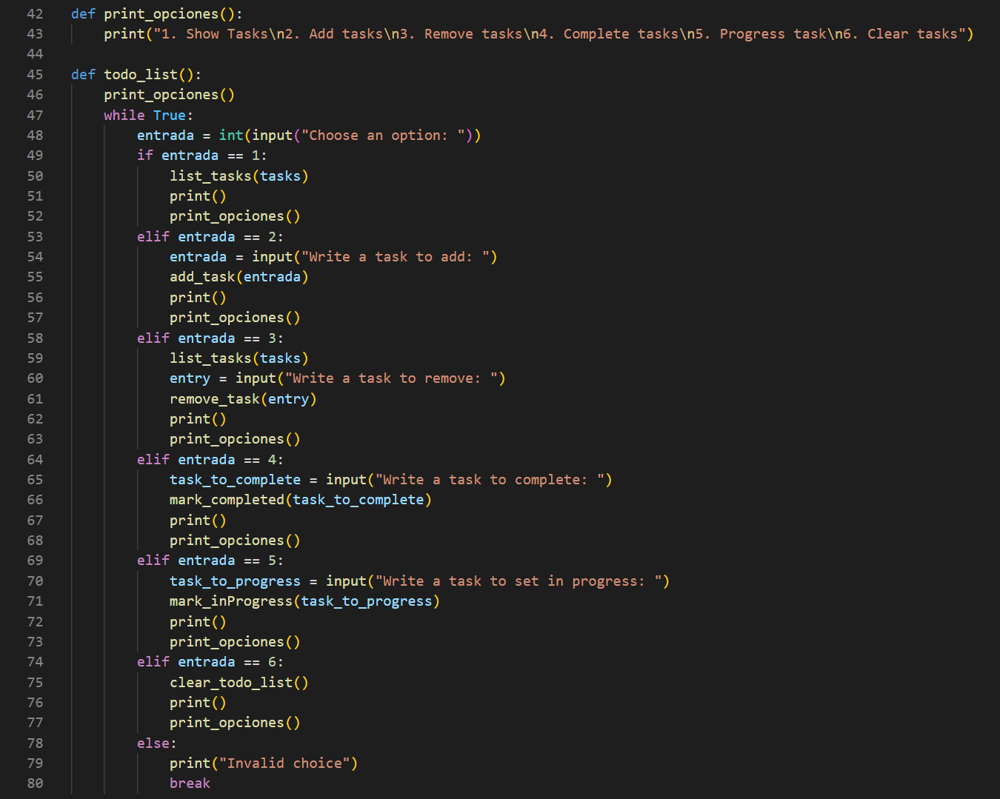 42 def print_opciones():
43     print("1. Show Tasks\n2. Add tasks\n3. Remove tasks\n4. Complete tasks\n5. Progress task\n6. Clear tasks")
44
45 def todo_list():
46     print_opciones()
47     while True:
48         entrada = int(input("Choose an option: "))
49         if entrada == 1:
50             list_tasks(tasks)
51             print()
52             print_opciones()
53         elif entrada == 2:
54             entrada = input("Write a task to add: ")
55             add_task(entrada)
56             print()
57             print_opciones()
58         elif entrada == 3:
59             list_tasks(tasks)
60             entry = input("Write a task to remove: ")
61             remove_task(entry)
62             print()
63             print_opciones()
64         elif entrada == 4:
65             task_to_complete = input("Write a task to complete: ")
66             mark_completed(task_to_complete)
67             print()
68             print_opciones()
69         elif entrada == 5:
70             task_to_progress = input("Write a task to set in progress: ")
71             mark_inProgress(task_to_progress)
72             print()
73             print_opciones()
74         elif entrada == 6:
75             clear_todo_list()
76             print()
77             print_opciones()
78         else:
79             print("Invalid choice")
80             break